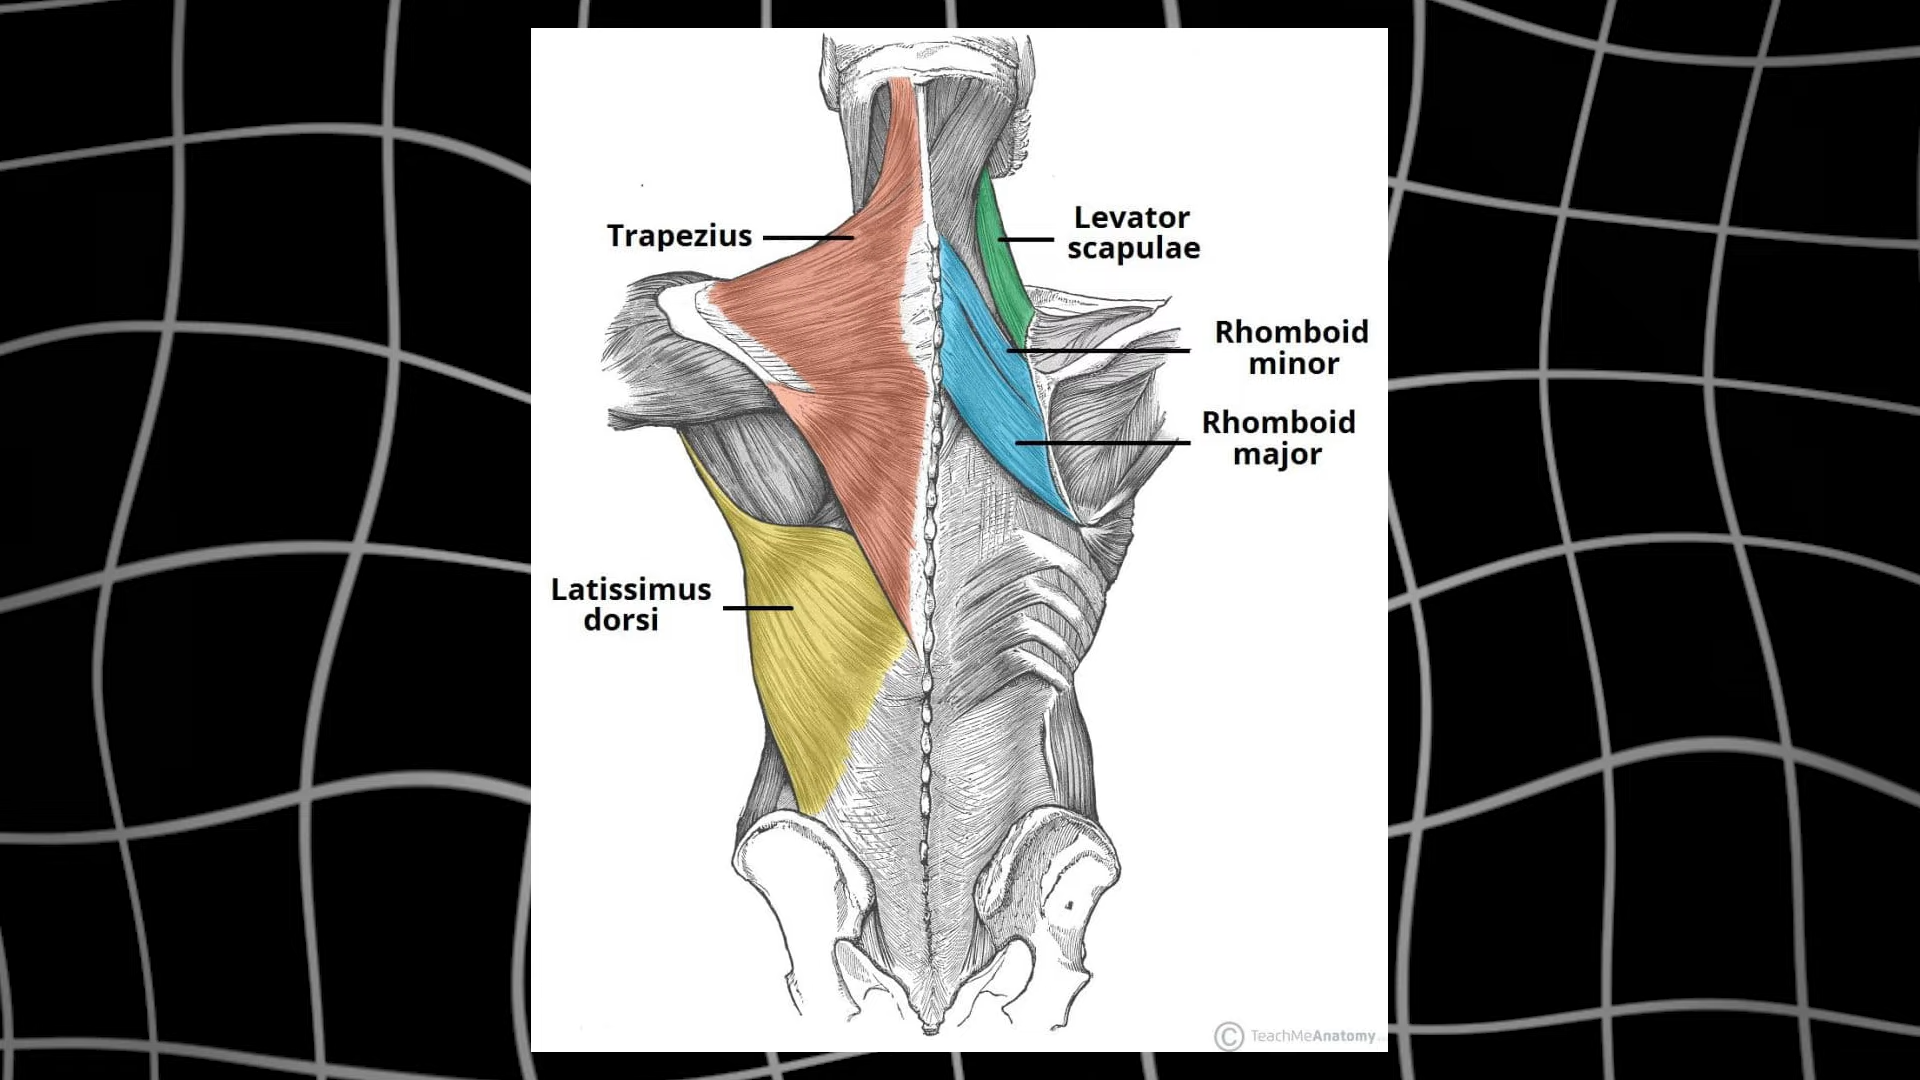 Trapezius
Levator
scapulae
Rhomboid
minor
Rhomboid
major
Latissimus
dorsi
© TeachMeAnatomy